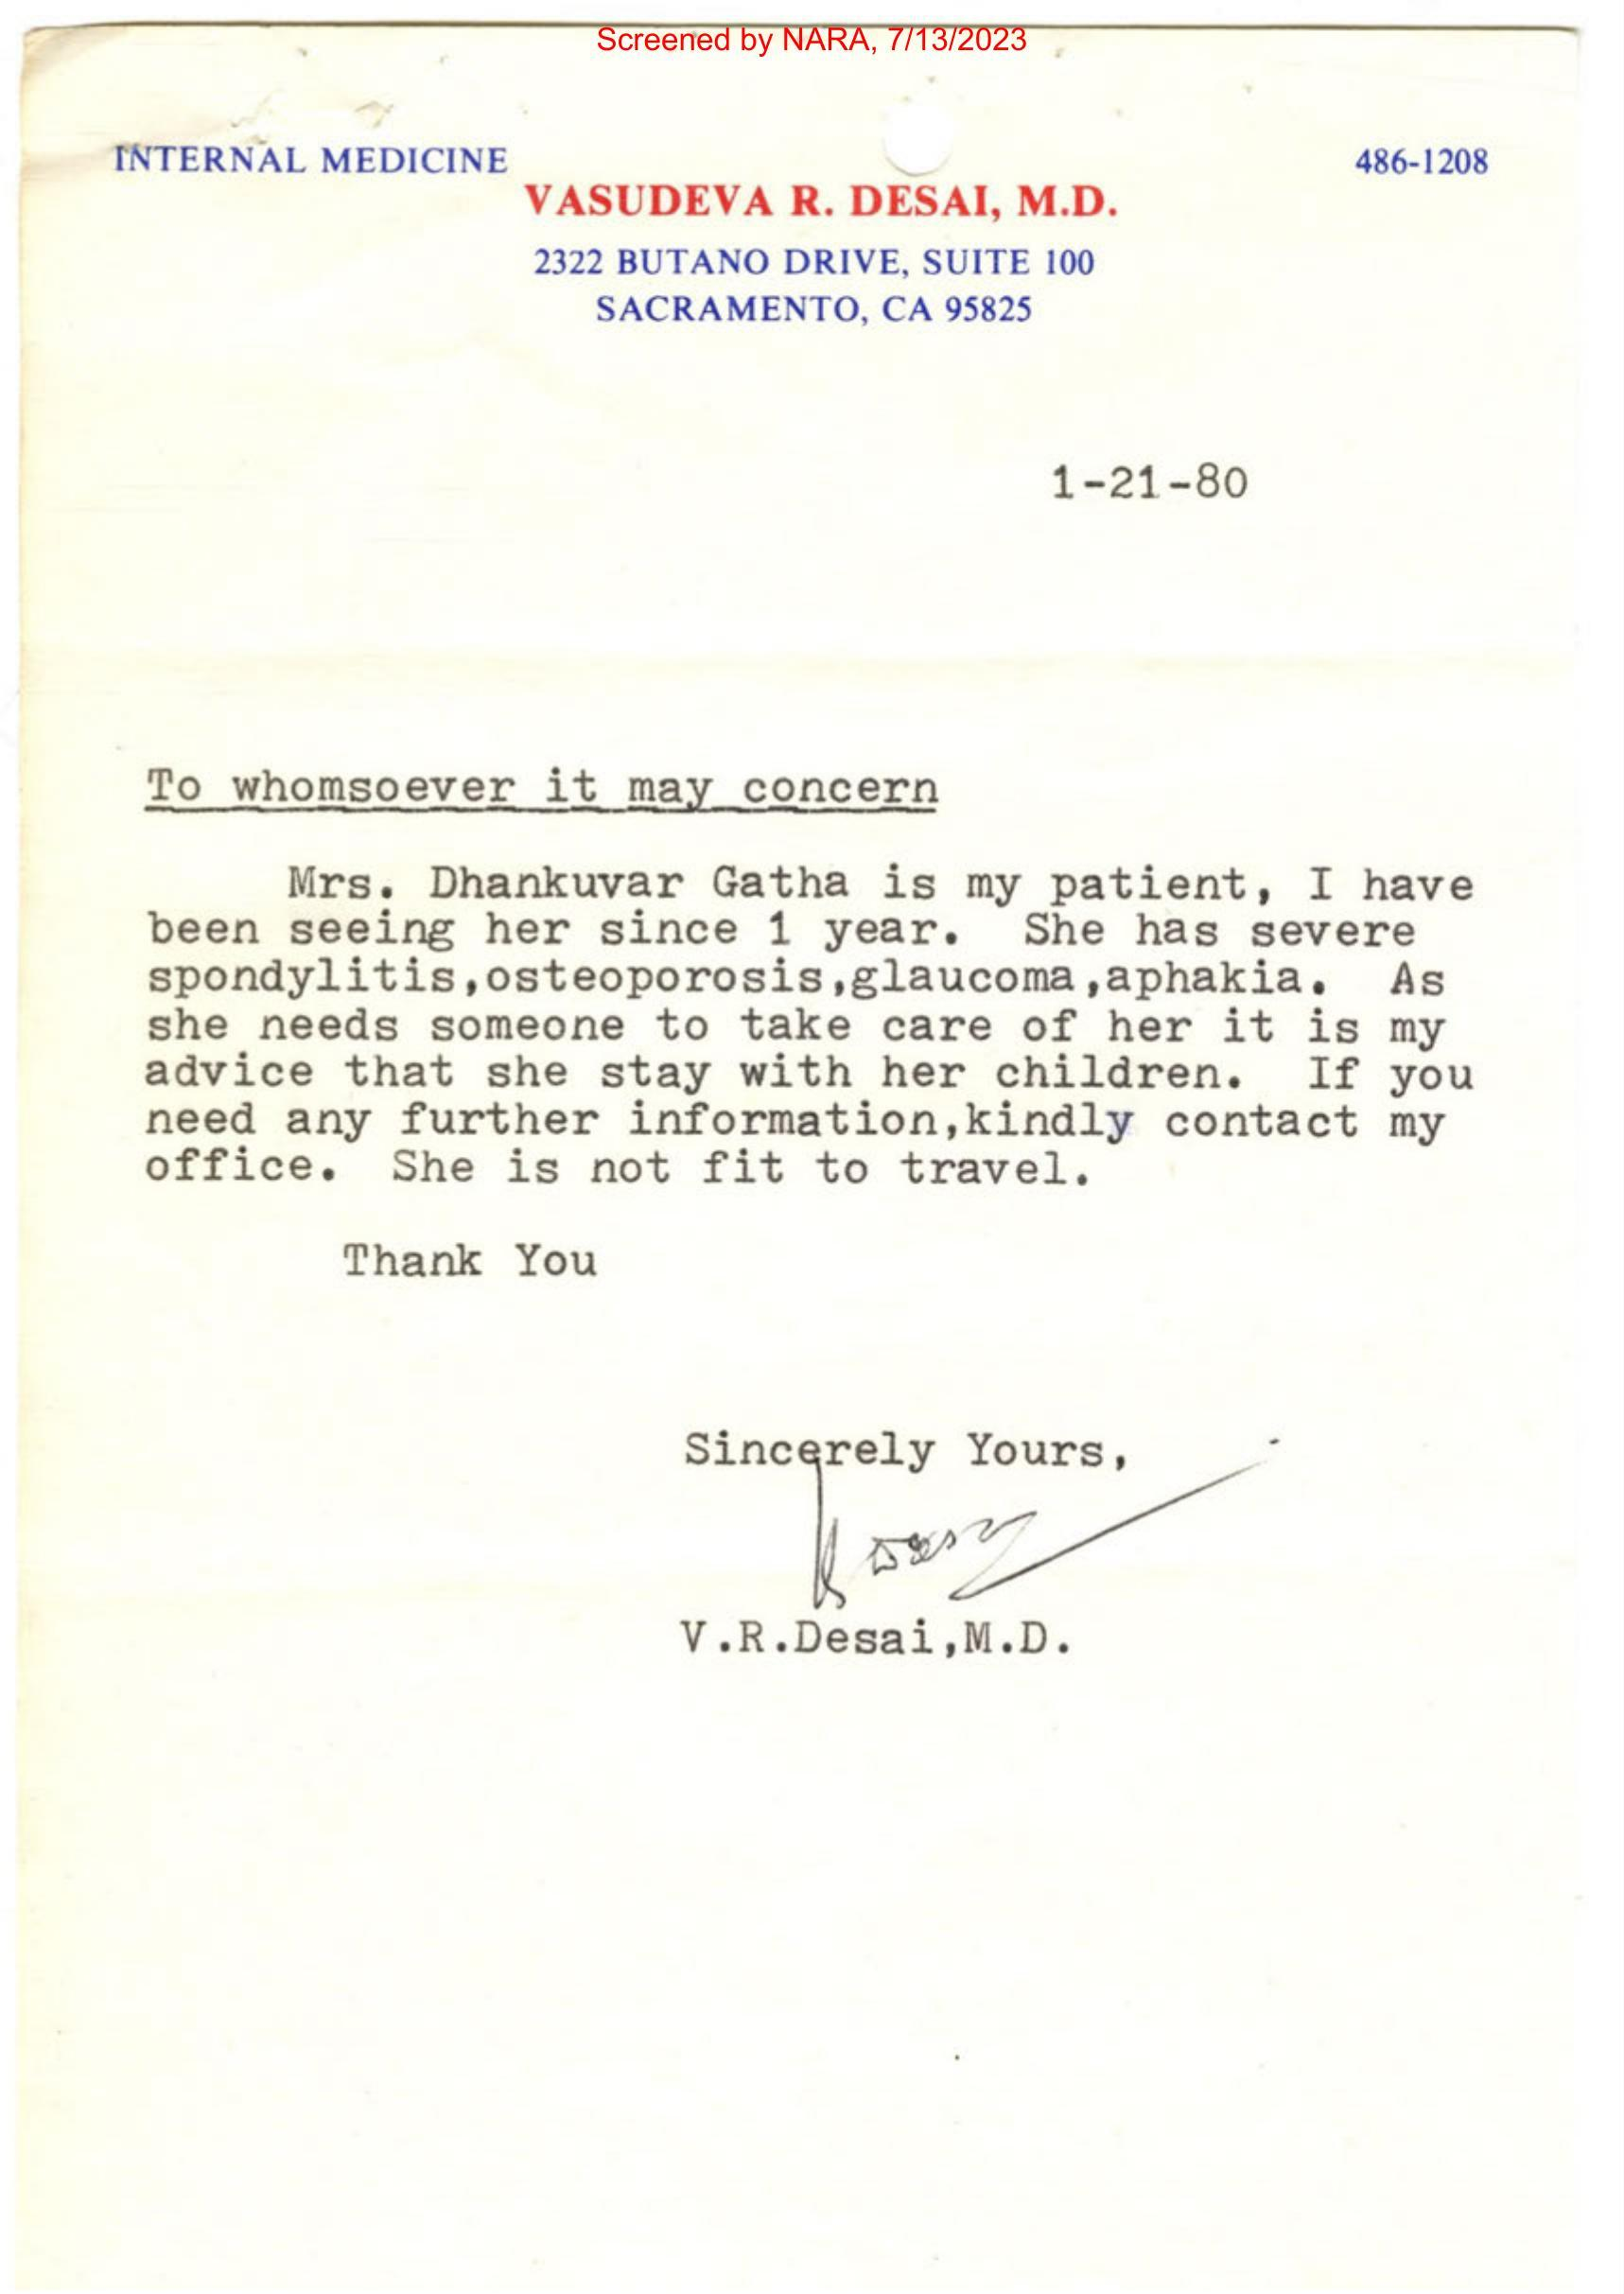 Screened by NARA, 7/13/2023
INTERNAL MEDICINE
486-1208
VASUDEVA R. DESAI, M.D.
2322 BUTANO DRIVE, SUITE 100
SACRAMENTO, CA 95825
1-21-80
To whomsoever it may concern
Mrs. Dhankuvar Gatha is my patient, I have
been seeing her since 1 year. She has severe
spondylitis,osteoporosis,glaucoma,aphakia. As
she needs someone to take care of her it is my
advice that she stay with her children. If you
need any further information,kindly contact my
office. She is not fit to travel.
Thank You
Sincerely Yours,
V.R.Desai,M.D.